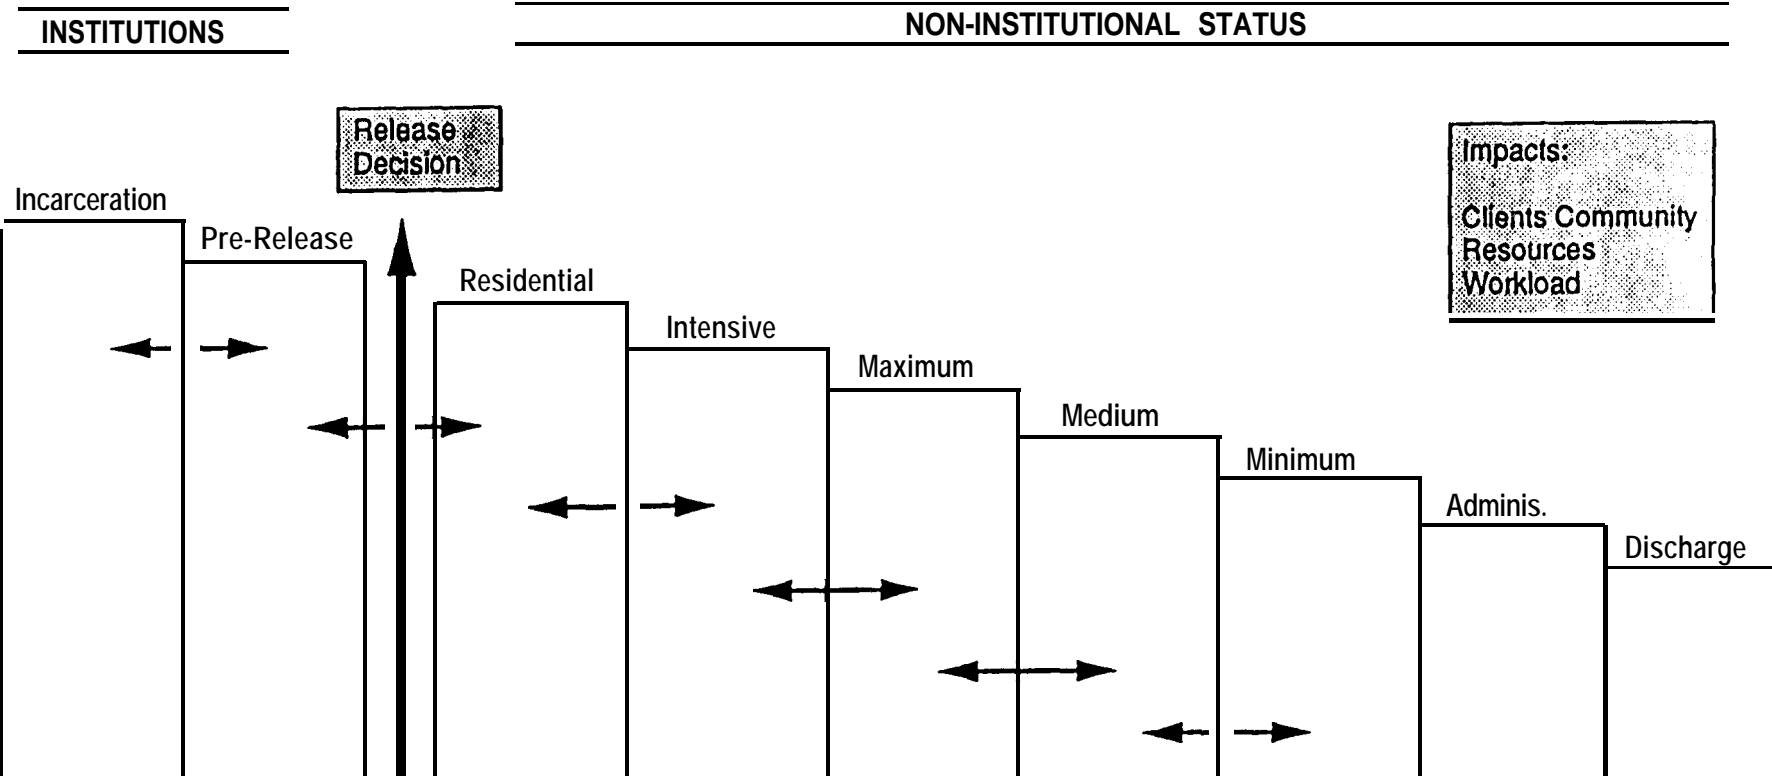 INSTITUTIONS
NON-INSTITUTIONAL STATUS
Release
Decision
Impacts:
Clients Community
Resources
Workload
Incarceration
Pre-Release
Residential
Intensive
Maximum
Medium
Minimum
Adminis.
Discharge